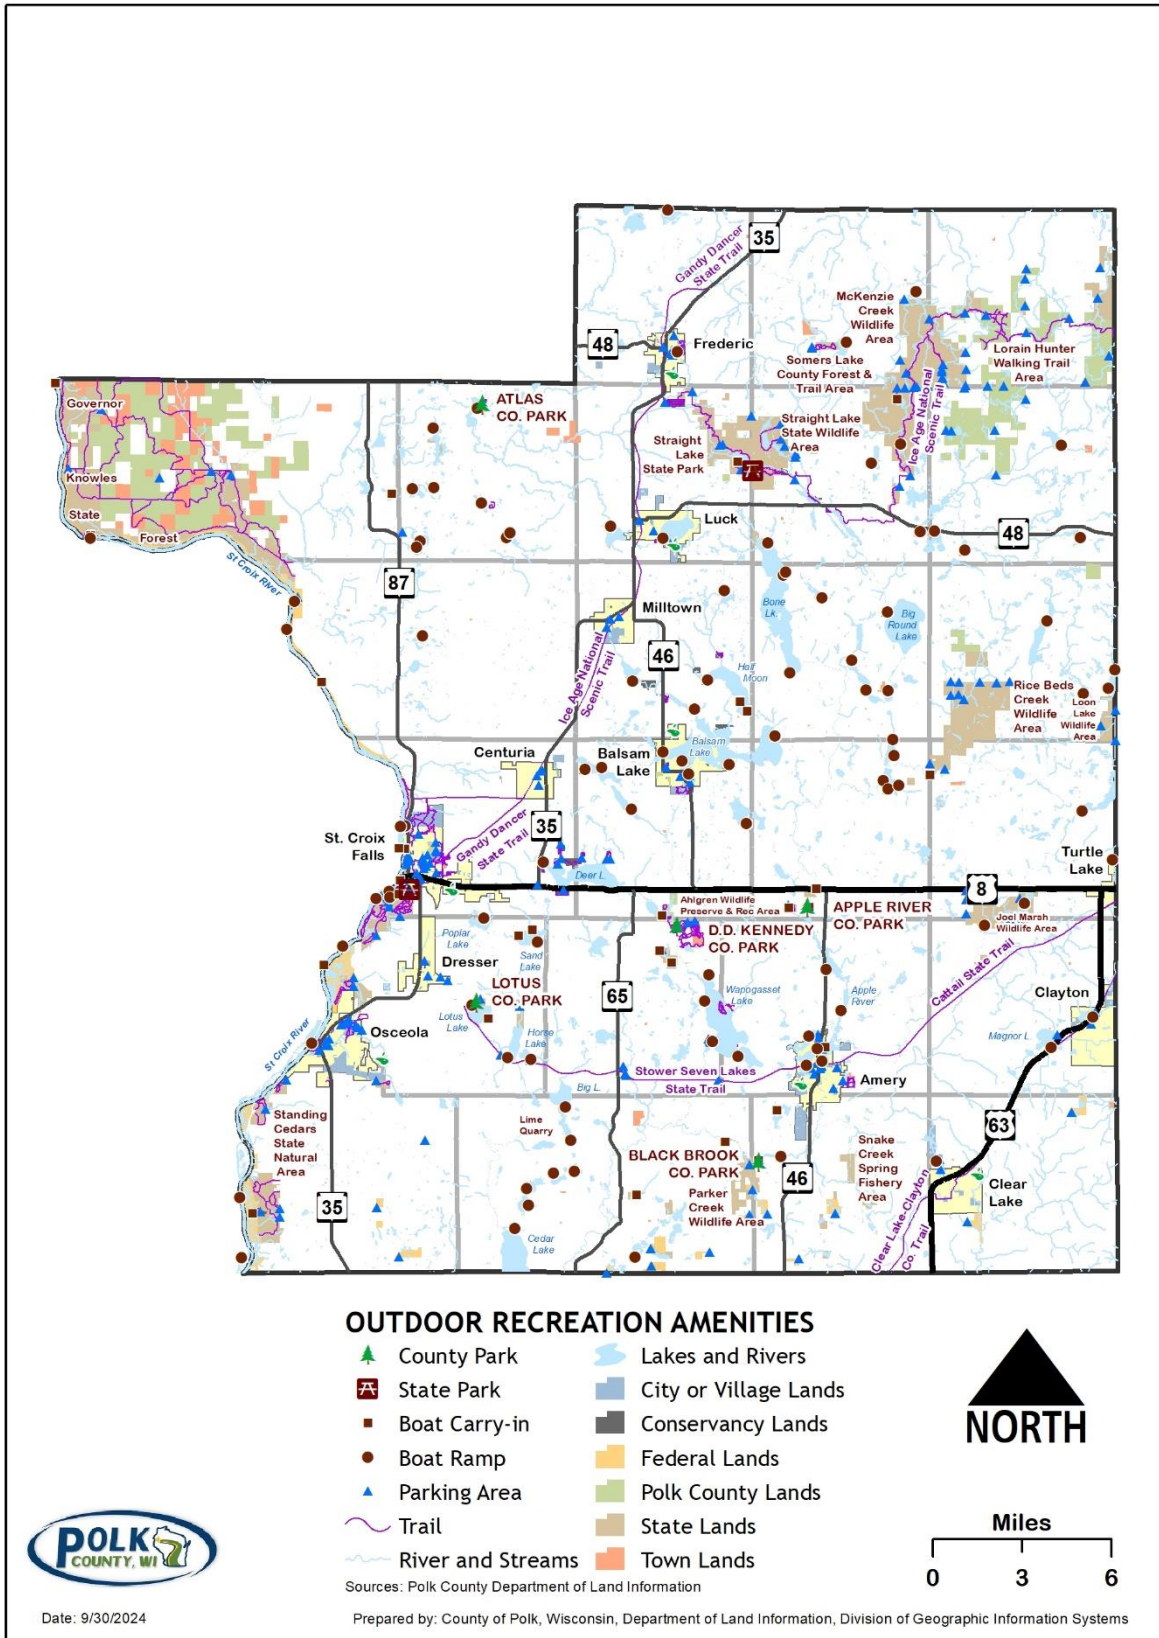 35
Gandy Dancer
State Trail
48
Frederic
McKenzie
Creek
Wildlife
Area
Somers Lake
County Forest &
Trail Area
Lorain Hunter
Walking Trail
Area
Ice Age National
Scenic Trail
Governor
Knowles
State
Forest
ATLAS
CO. PARK
Straight Lake
State Wildlife
Area
Straight
Lake
State Park
Luck
48
St Croix River
87
Milltown
46
Bone
Lk.
Big
Round
Lake
Half
Moon
Ice Age National
Scenic Trail
Rice Beds
Creek
Wildlife
Area
Loon
Lake
Wildlife
Area
Centuria
Balsam
Lake
Balsam
Lake
35
St. Croix
Falls
Gandy Dancer
State Trail
Deer L
Turtle
Lake
8
Ahlgren Wildlife
Preserve & Rec Area
APPLE RIVER
CO. PARK
Joel Marsh
Wildlife Area
D.D. KENNEDY
CO. PARK
Poplar
Lake
Sand
Lake
Dresser
Cattail State Trail
LOTUS
CO. PARK
65
Wapogasset
Lake
Apple
River
Clayton
Lotus
Lake
Osceola
Horse
Lake
Magnor L
St Croix River
Stower Seven Lakes
State Trail
Big L
Amery
Standing
Cedars
State
Natural
Area
Lime
Quarry
63
BLACK BROOK
CO. PARK
Snake
Creek
Spring
Fishery
Area
46
Parker
Creek
Wildlife Area
Clear
Lake
35
Cedar
Lake
Clear Lake-Clayton
Co. Trail
OUTDOOR RECREATION AMENITIES
County Park
State Park
Boat Carry-in
Boat Ramp
Parking Area
Trail
River and Streams
Lakes and Rivers
City or Village Lands
Conservancy Lands
Federal Lands
Polk County Lands
State Lands
Town Lands
NORTH
Miles
0 3 6
POLK
COUNTY, WI
Sources: Polk County Department of Land Information
Date: 9/30/2024
Prepared by: County of Polk, Wisconsin, Department of Land Information, Division of Geographic Information Systems